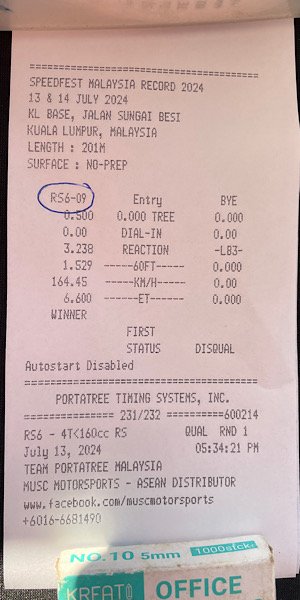 =====================================
SPEEDFEST MALAYSIA RECORD 2024
13 & 14 JULY 2024
KL BASE, JALAN SUNGAI BESI
KUALA LUMPUR, MALAYSIA
LENGTH : 201M
SURFACE : NO-PREP
=====================================
RS6-09 Entry BYE
0.500 0.000 TREE 0.000
0.00 DIAL-IN 0.00
3.238 REACTION -LB3-
1.529 -----60FT----- 0.000
164.45 -----KM/H----- 0.00
6.600 ------ET------ 0.000
WINNER
FIRST
STATUS DISQUAL
Autostart Disabled
=====================================
PORTATREE TIMING SYSTEMS, INC.
============== 231/232 ==========600214
RS6 - 4T<160cc RS QUAL RND 1
July 13, 2024 05:34:21 PM
TEAM PORTATREE MALAYSIA
MUSC MOTORSPORTS - ASEAN DISTRIBUTOR
www.facebook.com/muscmotorsports
+6016-6681490
NO.10 5mm 1000sfck
OFFICE